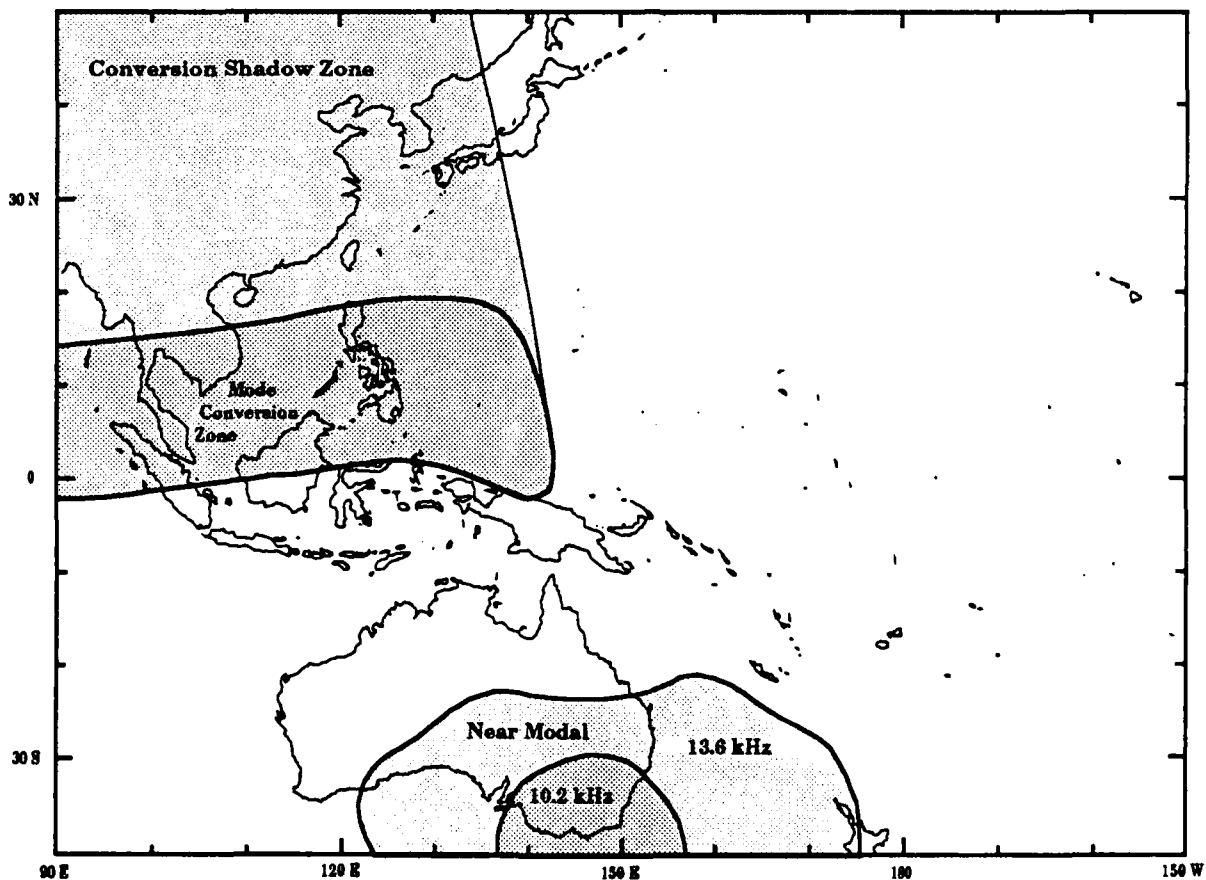 Conversion Shadow Zone
30 N
Mode
Conversion
Zone
0
Near Modal
13.6 kHz
30 S
10.2 kHz
90 E
120 E
150 E
180
150 W